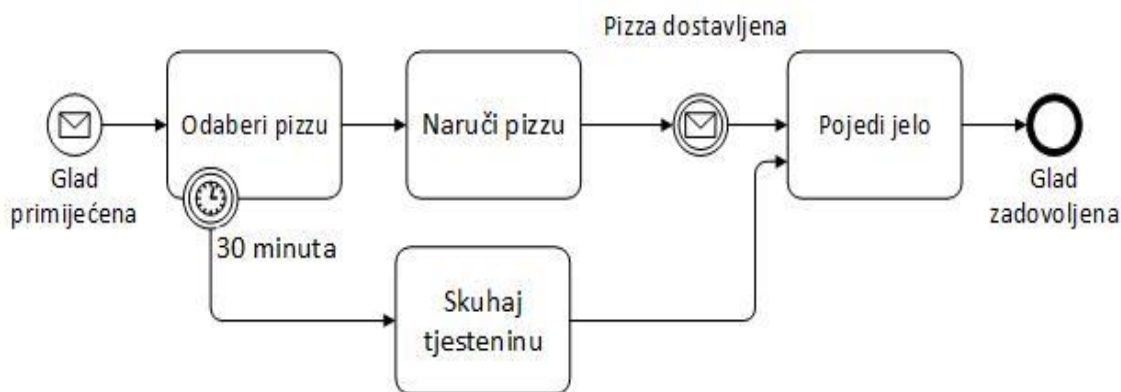 Pizza dostavljena
Odaberi pizzu
Naruči pizzu
Pojedi jelo
Glad
primijećena
Glad
zadovoljena
30 minuta
Skuhaj
tjesteninu